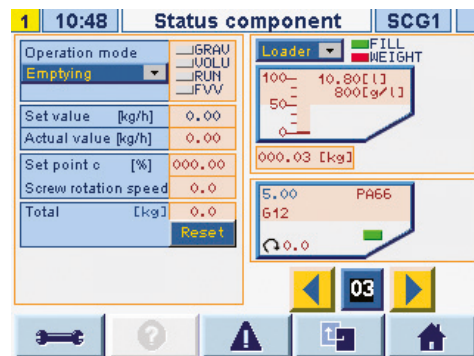 1 10:48 Status component SCG1
Operation mode
Emptying
GRAV
VOLU
RUN
FVV
Set value [kg/h] 0.00
Actual value [kg/h] 0.00
Set point c [%] 000.00
Screw rotation speed 0.0
Total [kg] 0.0
Reset
Loader
FILL
WEIGHT
100 10.80[l]
800[g/l]
50
0
000.03 [kg]
5.00 PA66
G12
0.0
03
?